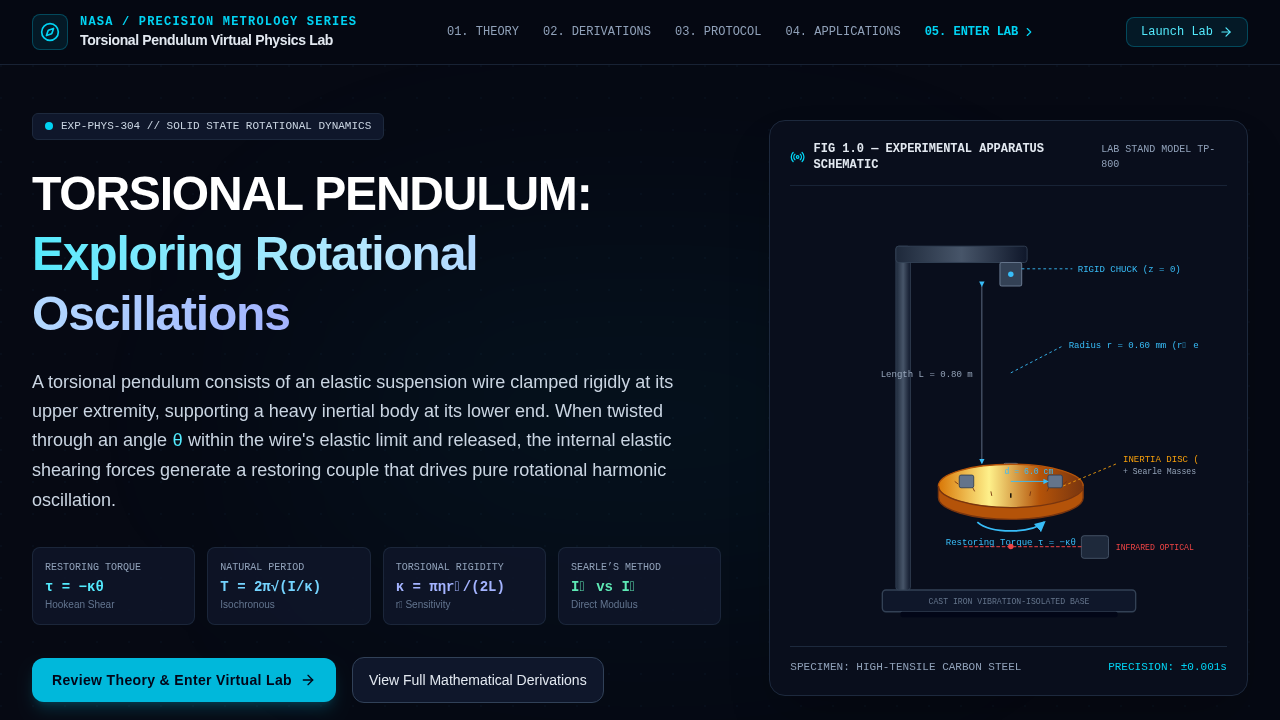 NASA / PRECISION METROLOGY SERIES
Torsional Pendulum Virtual Physics Lab
01. THEORY
02. DERIVATIONS
03. PROTOCOL
04. APPLICATIONS
05. ENTER LAB
Launch Lab
EXP-PHYS-304 // SOLID STATE ROTATIONAL DYNAMICS
TORSIONAL PENDULUM:
Exploring Rotational
Oscillations
A torsional pendulum consists of an elastic suspension wire clamped rigidly at its
upper extremity, supporting a heavy inertial body at its lower end. When twisted
through an angle θ within the wire's elastic limit and released, the internal elastic
shearing forces generate a restoring couple that drives pure rotational harmonic
oscillation.
RESTORING TORQUE
τ = −κθ
Hookean Shear
NATURAL PERIOD
T = 2π√(I/κ)
Isochronous
TORSIONAL RIGIDITY
κ = πηr▯/(2L)
r▯ Sensitivity
SEARLE'S METHOD
I▯ vs I▯
Direct Modulus
Review Theory & Enter Virtual Lab
View Full Mathematical Derivations
FIG 1.0 — EXPERIMENTAL APPARATUS
SCHEMATIC
LAB STAND MODEL TP-
800
RIGID CHUCK (z = 0)
Radius r = 0.60 mm (r▯ e
Length L = 0.80 m
INERTIA DISC (
+ Searle Masses
Restoring Torque τ = −κθ
INFRARED OPTICAL
CAST IRON VIBRATION-ISOLATED BASE
SPECIMEN: HIGH-TENSILE CARBON STEEL
PRECISION: ±0.001s